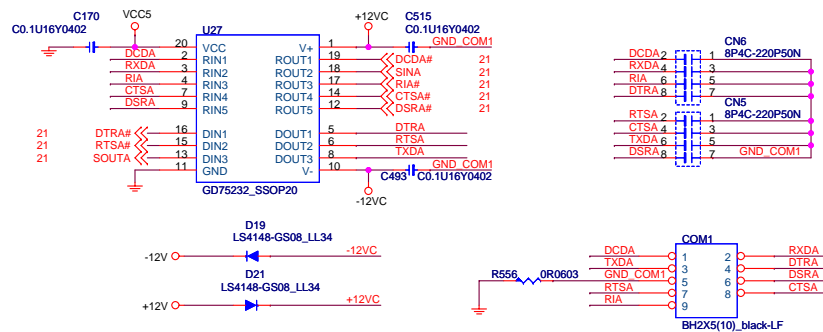 C170
VCC5
C0.1U16Y0402
U27
+12VC
C515
C0.1U16Y0402
GND_COM1
20 VCC V+ 1
DCDA 2 RIN1 ROUT1 19 DCDA# 21
RXDA 3 RIN2 ROUT2 18 SINA 21
RIA 4 RIN3 ROUT3 17 RIA# 21
CTSA 7 RIN4 ROUT4 14 CTSA# 21
DSRA 9 RIN5 ROUT5 12 DSRA# 21
21 DTRA# 16 DIN1 DOUT1 5 DTRA
21 RTSA# 15 DIN2 DOUT2 6 RTSA
21 SOUTA 13 DIN3 DOUT3 8 TXDA
11 GND V- 10 GND_COM1
GD75232_SSOP20
C493 C0.1U16Y0402
-12VC
CN6
8P4C-220P50N
DCDA 2 1
RXDA 4 3
RIA 6 5
DTRA 8 7
CN5
8P4C-220P50N
RTSA 2 1
CTSA 4 3
TXDA 6 5
DSRA 8 7 GND_COM1
D19
LS4148-GS08_LL34
-12V -12VC
D21
LS4148-GS08_LL34
+12V +12VC
R556 0R0603
COM1
DCDA 1 2 RXDA
TXDA 3 4 DTRA
GND_COM1 5 6 DSRA
RTSA 7 8 CTSA
RIA 9
BH2X5(10)_black-LF